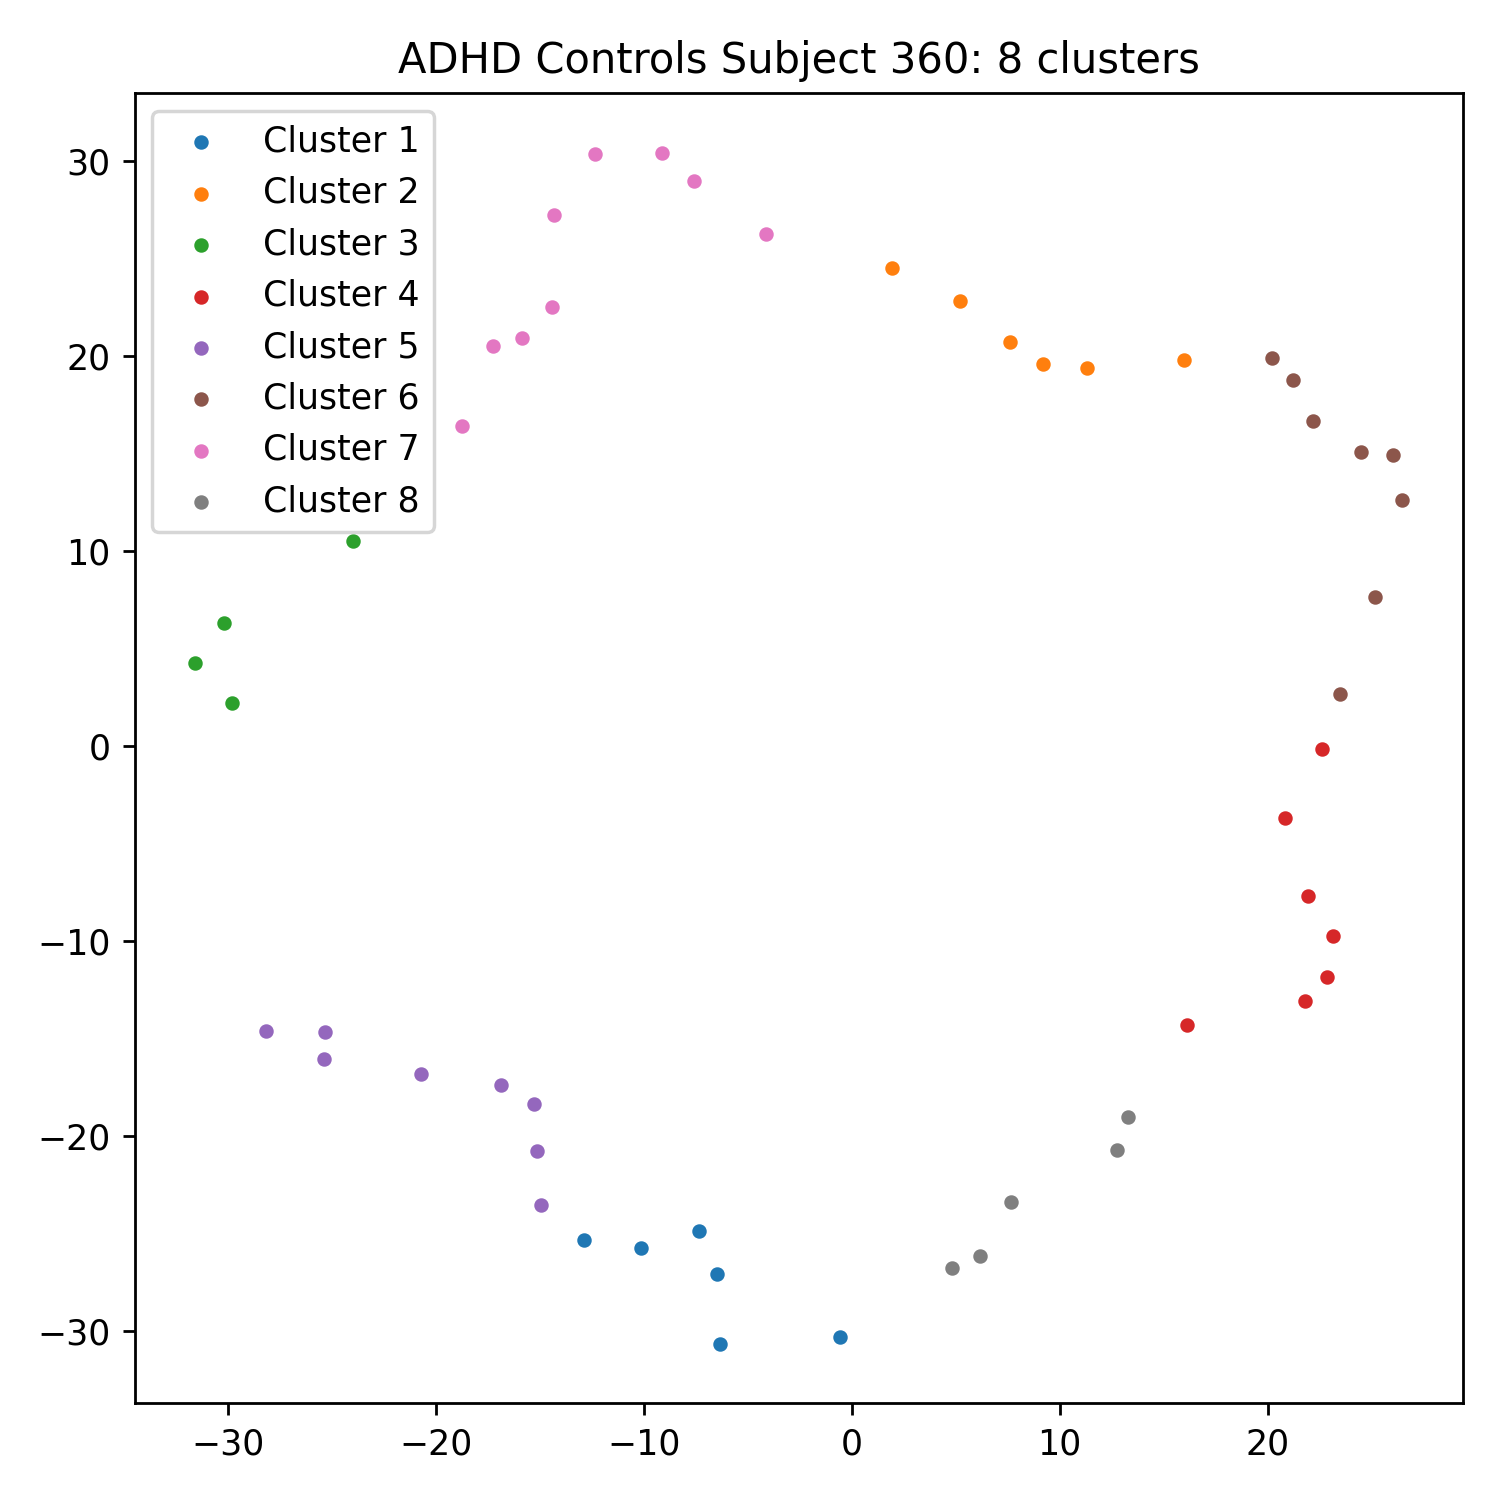 ADHD Controls Subject 360: 8 clusters
Cluster 1
Cluster 2
Cluster 3
Cluster 4
Cluster 5
Cluster 6
Cluster 7
Cluster 8
30
20
10
0
−10
−20
−30
−30 −20 −10 0 10 20